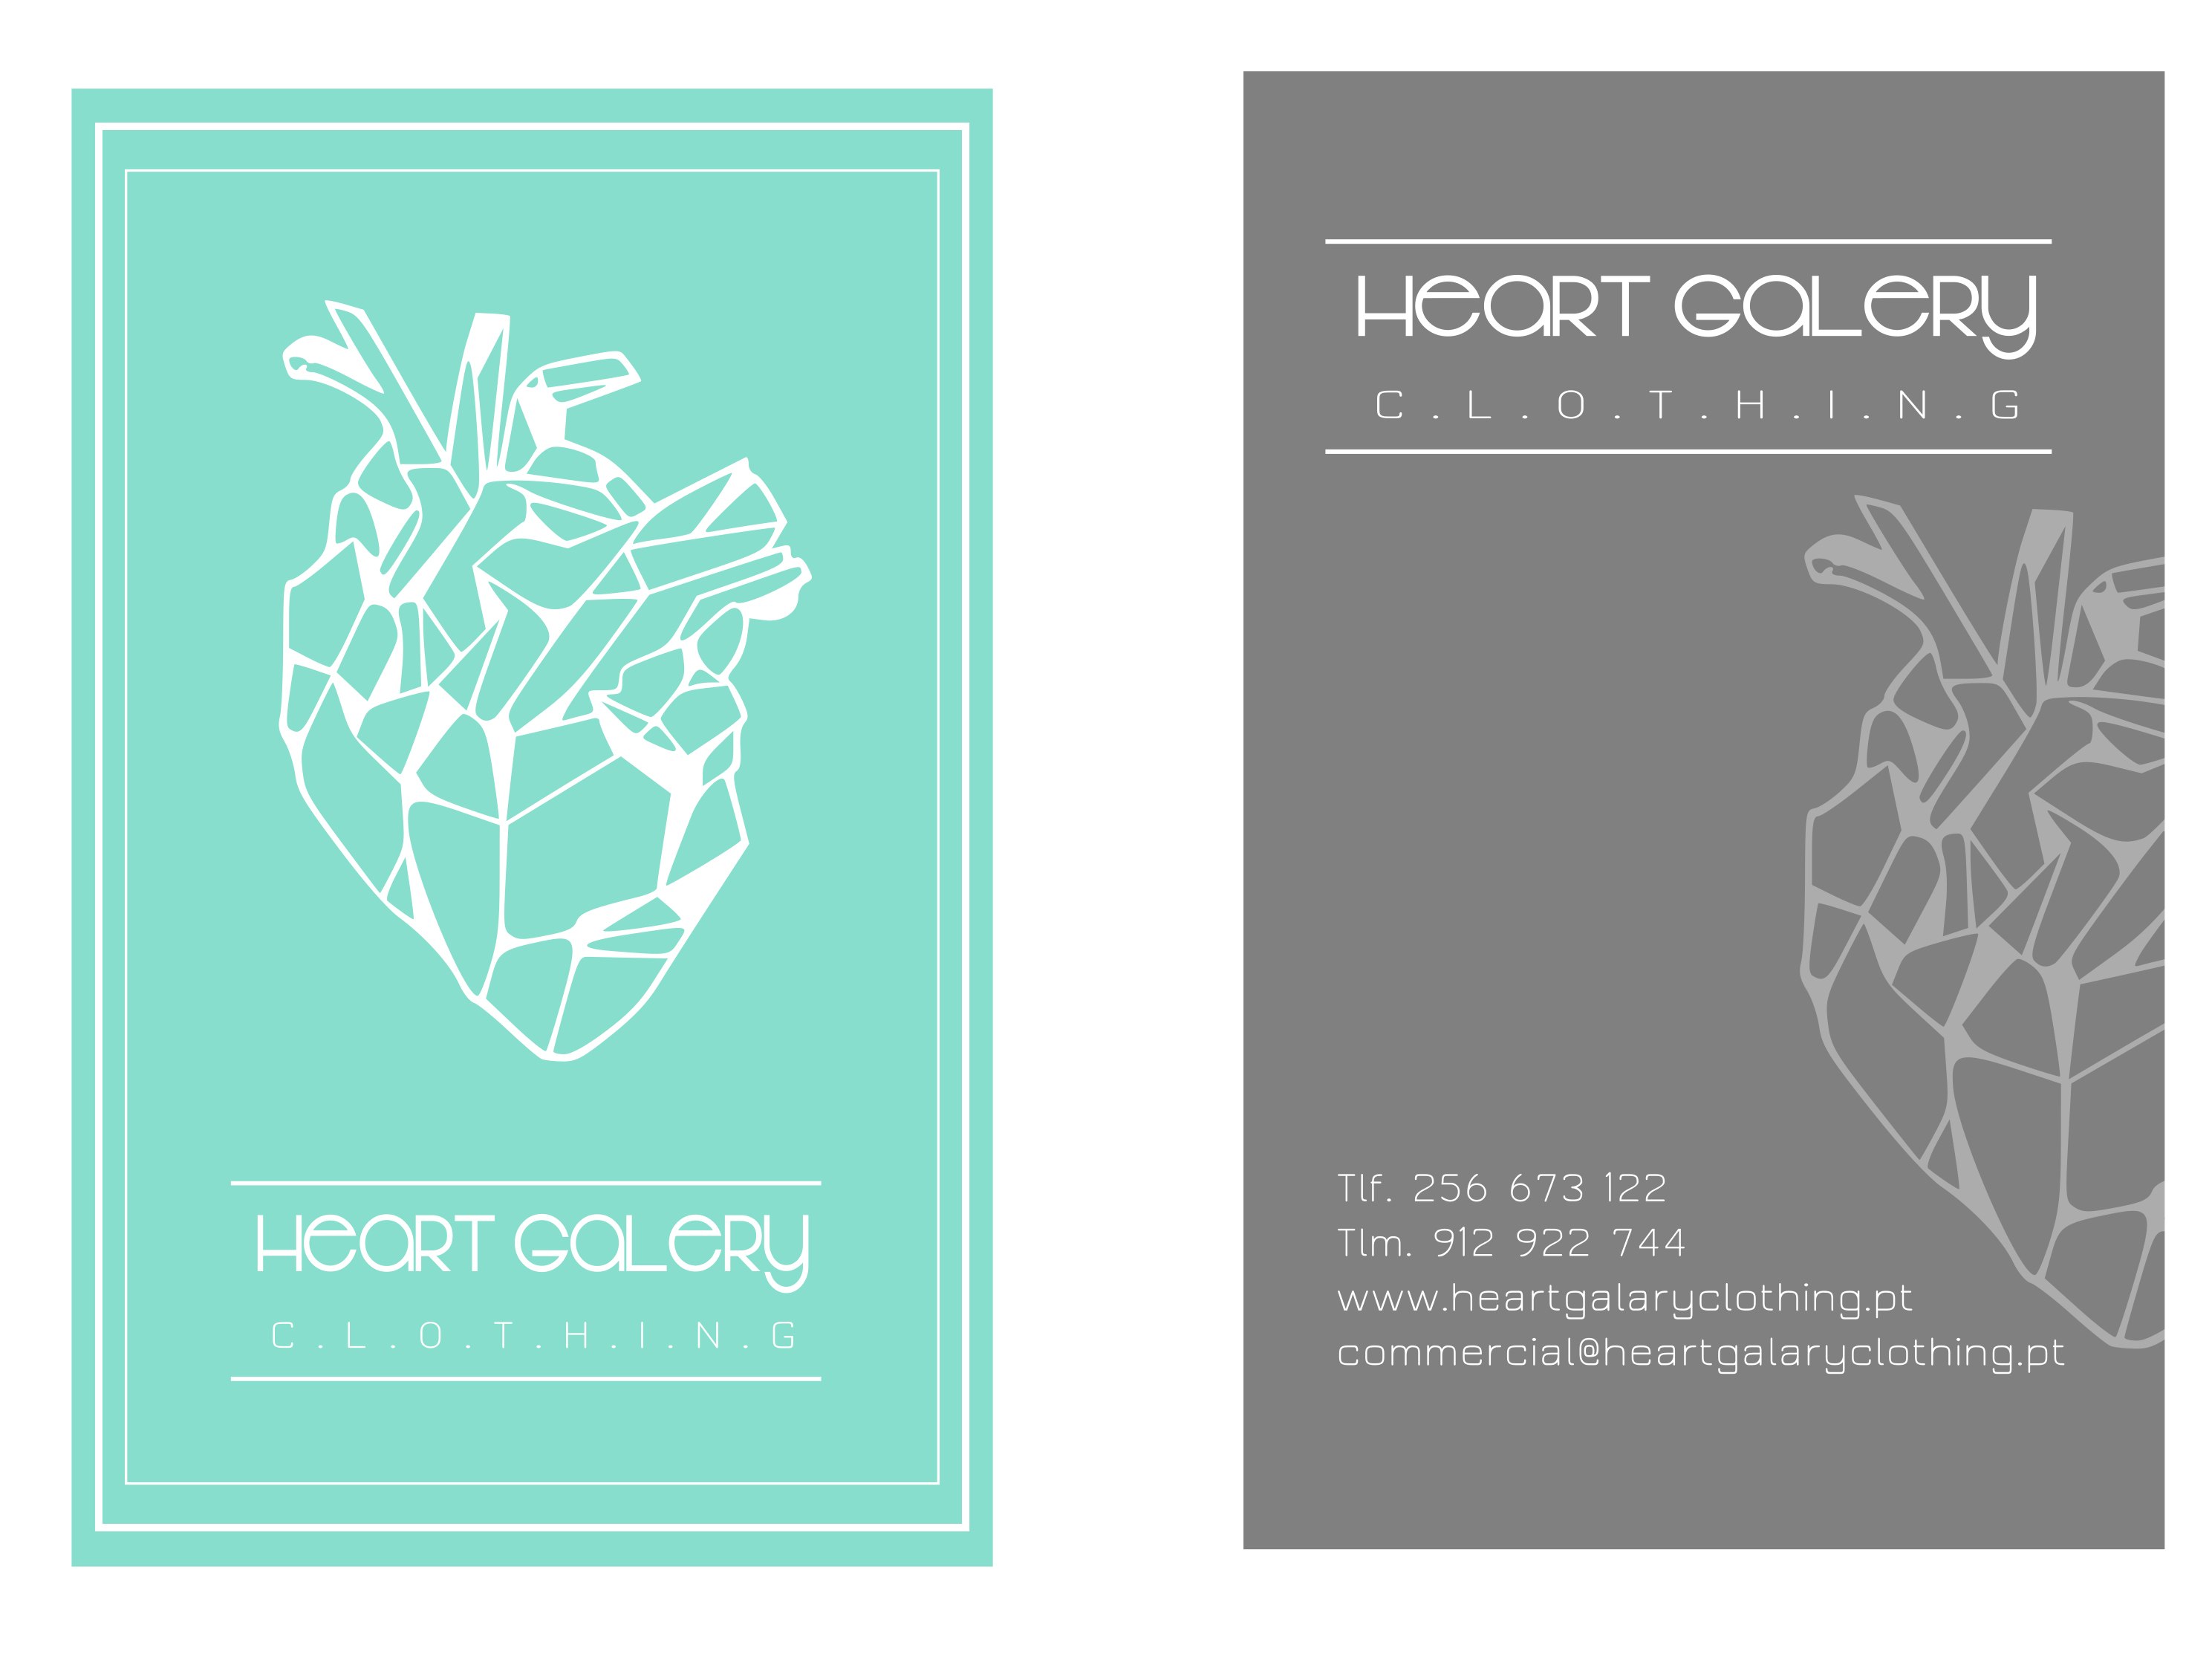 HeART GALeRy
C.L.O.T.H.I.N.G
HeART GALeRy
C.L.O.T.H.I.N.G
Tlf. 256 673 122
Tlm. 912 922 744
www.heartgalaryclothing.pt
commercial@heartgalaryclothing.pt